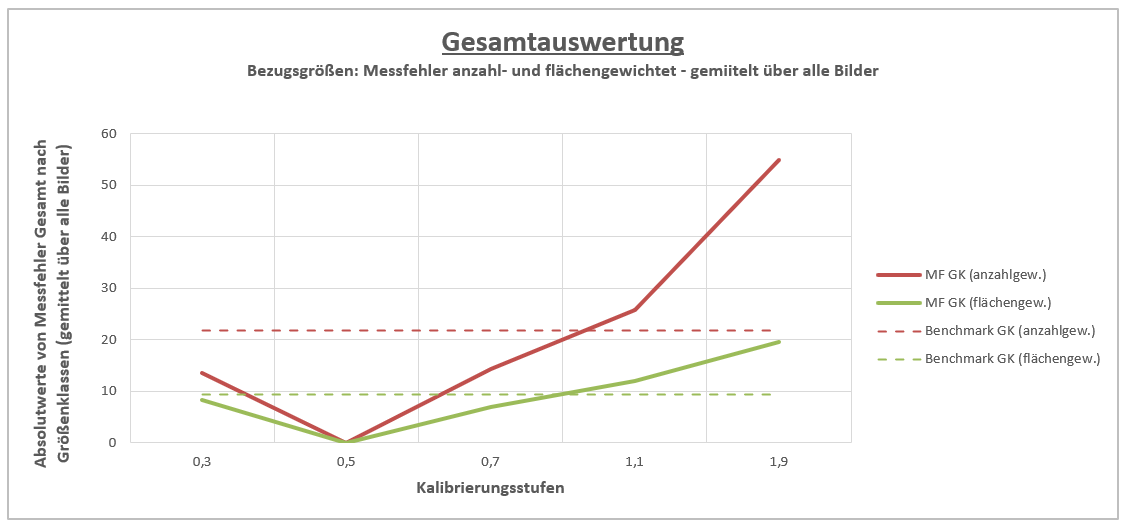 Gesamtauswertung
Bezugsgrößen: Messfehler anzahl- und flächengewichtet - gemiitelt über alle Bilder
Absolutwerte von Messfehler Gesamt nach
Größenklassen (gemittelt über alle Bilder)
60
50
40
30
20
10
0
0,3
0,5
0,7
1,1
1,9
Kalibrierungsstufen
MF GK (anzahlgew.)
MF GK (flächengew.)
Benchmark GK (anzahlgew.)
Benchmark GK (flächengew.)